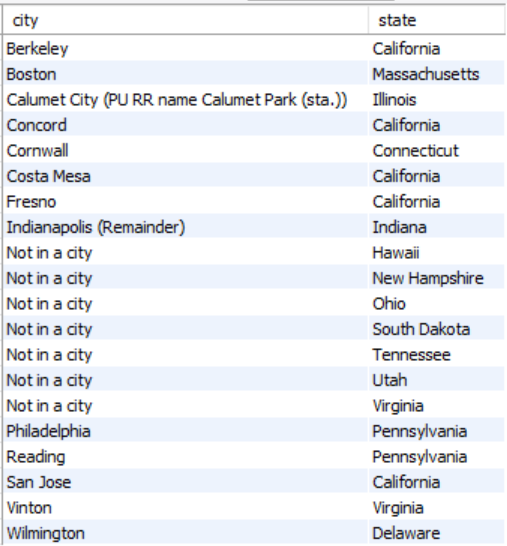 city state
Berkeley California
Boston Massachusetts
Calumet City (PU RR name Calumet Park (sta.)) Illinois
Concord California
Cornwall Connecticut
Costa Mesa California
Fresno California
Indianapolis (Remainder) Indiana
Not in a city Hawaii
Not in a city New Hampshire
Not in a city Ohio
Not in a city South Dakota
Not in a city Tennessee
Not in a city Utah
Not in a city Virginia
Philadelphia Pennsylvania
Reading Pennsylvania
San Jose California
Vinton Virginia
Wilmington Delaware